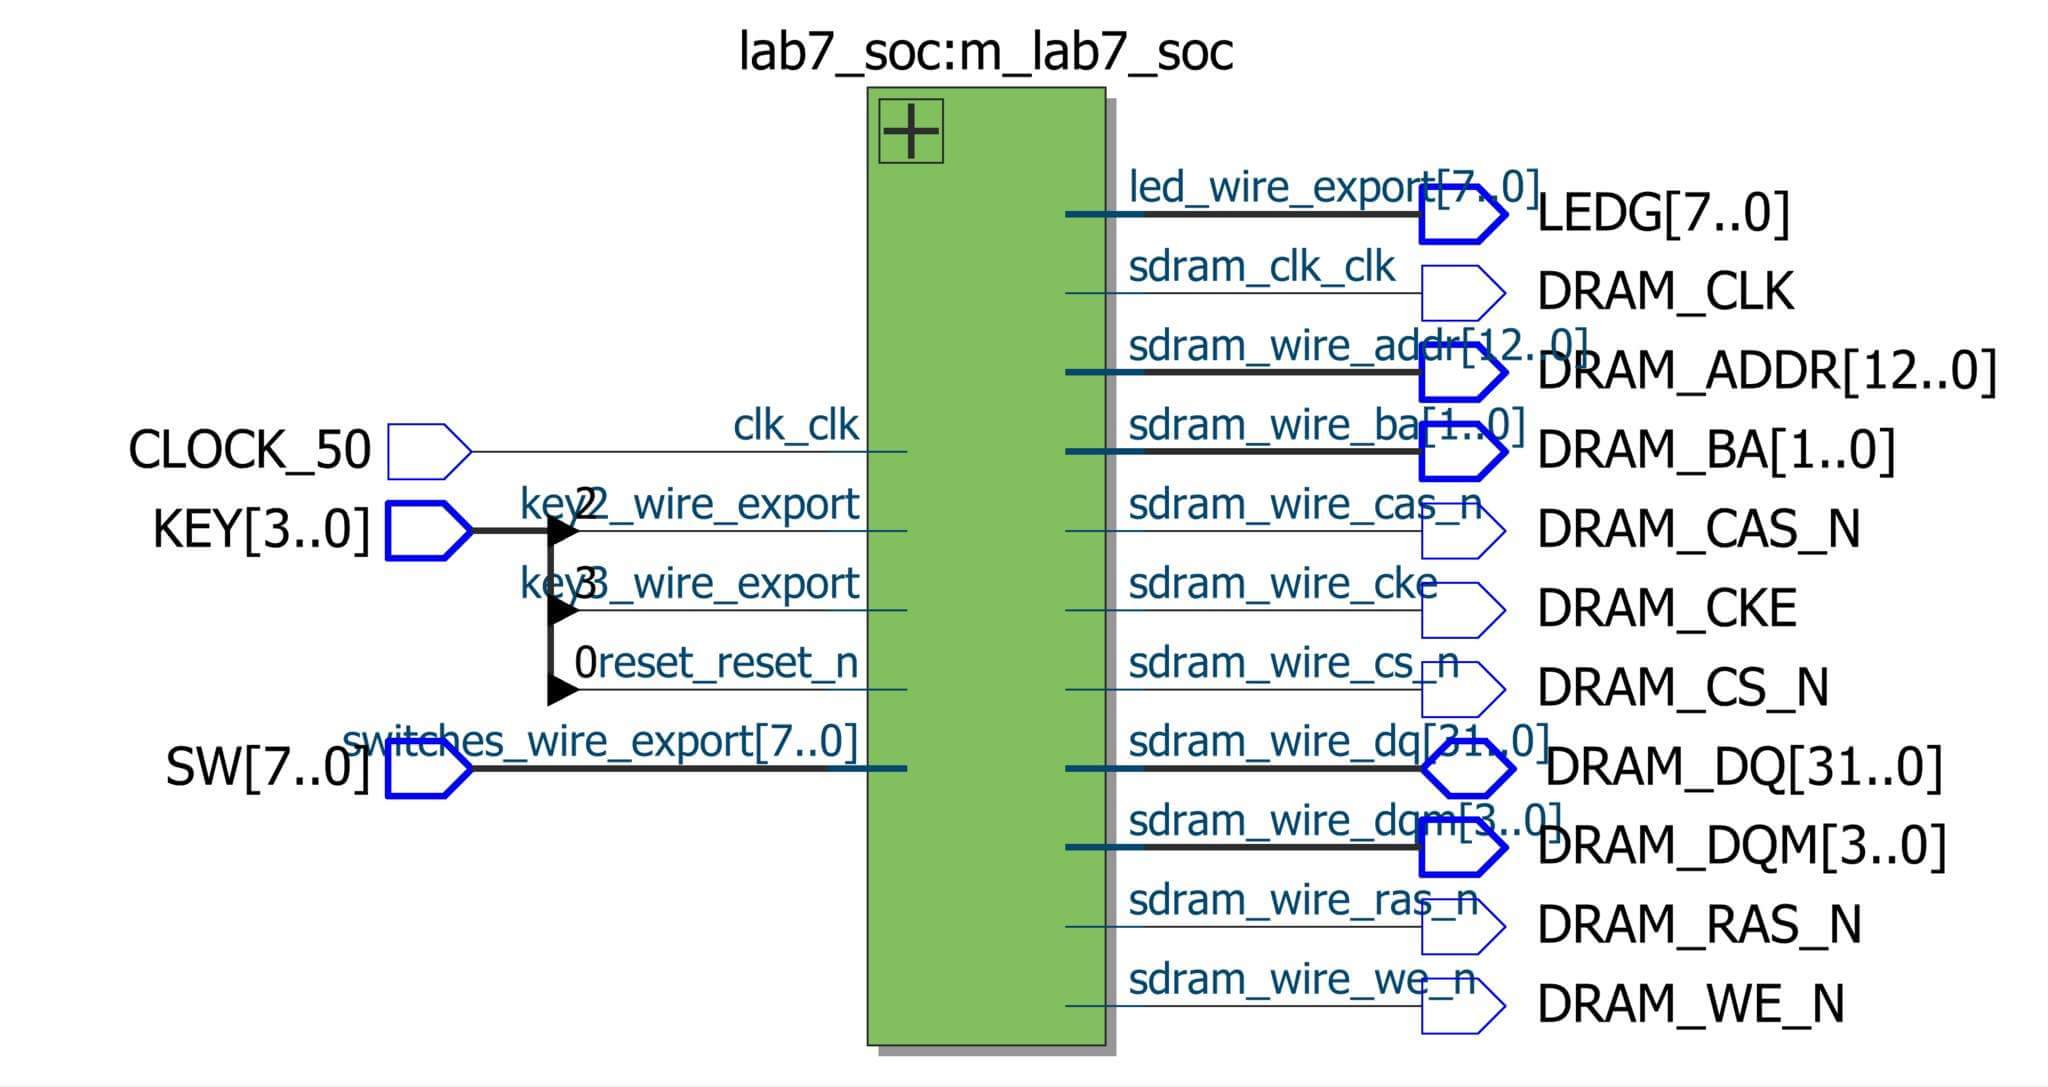 lab7_soc:m_lab7_soc
led_wire_export[7..0] LEDG[7..0]
sdram_clk_clk DRAM_CLK
sdram_wire_addr[12..0] DRAM_ADDR[12..0]
CLOCK_50 clk_clk sdram_wire_ba[1..0] DRAM_BA[1..0]
KEY[3..0] 2 key2_wire_export sdram_wire_cas_n DRAM_CAS_N
3 key3_wire_export sdram_wire_cke DRAM_CKE
0 reset_reset_n sdram_wire_cs_n DRAM_CS_N
SW[7..0] switches_wire_export[7..0] sdram_wire_dq[31..0] DRAM_DQ[31..0]
sdram_wire_dqm[3..0] DRAM_DQM[3..0]
sdram_wire_ras_n DRAM_RAS_N
sdram_wire_we_n DRAM_WE_N